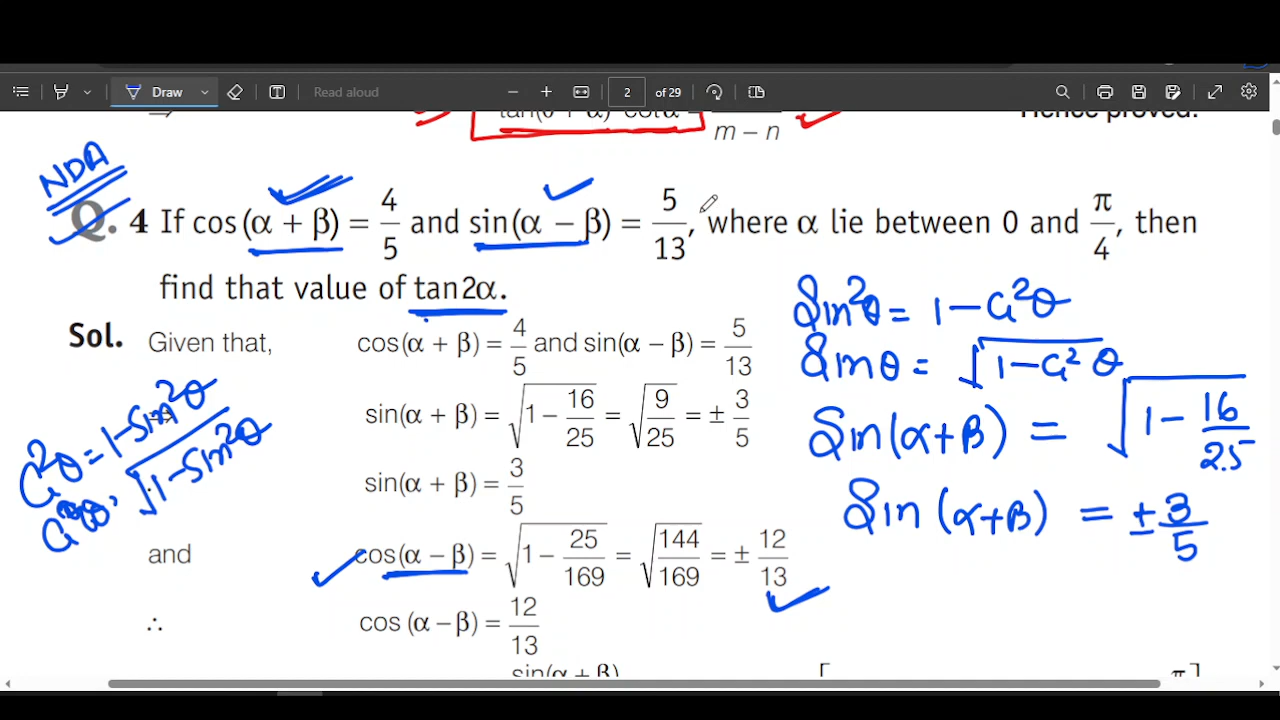 Draw
Read aloud
2 of 29
tan(θ + α) cotα =
m − n
Hence proved.
NDA
Q. 4 If cos(α + β) = 4/5 and sin(α − β) = 5/13, where α lie between 0 and π/4, then
find that value of tan2α.
Sol. Given that, cos(α + β) = 4/5 and sin(α − β) = 5/13
⇒ sin(α + β) = √(1 − 16/25) = √(9/25) = ± 3/5
sin(α + β) = 3/5
and cos(α − β) = √(1 − 25/169) = √(144/169) = ± 12/13
∴ cos (α − β) = 12/13
sin(α + β)
[ π]
Sin²θ = 1 − C²θ
Sinθ = √1 − C²θ
Sin(α+β) = √1 − 16/25
Sin (α+β) = ± 3/5
C²θ = 1 − Sin²θ
√1 − Sin²θ